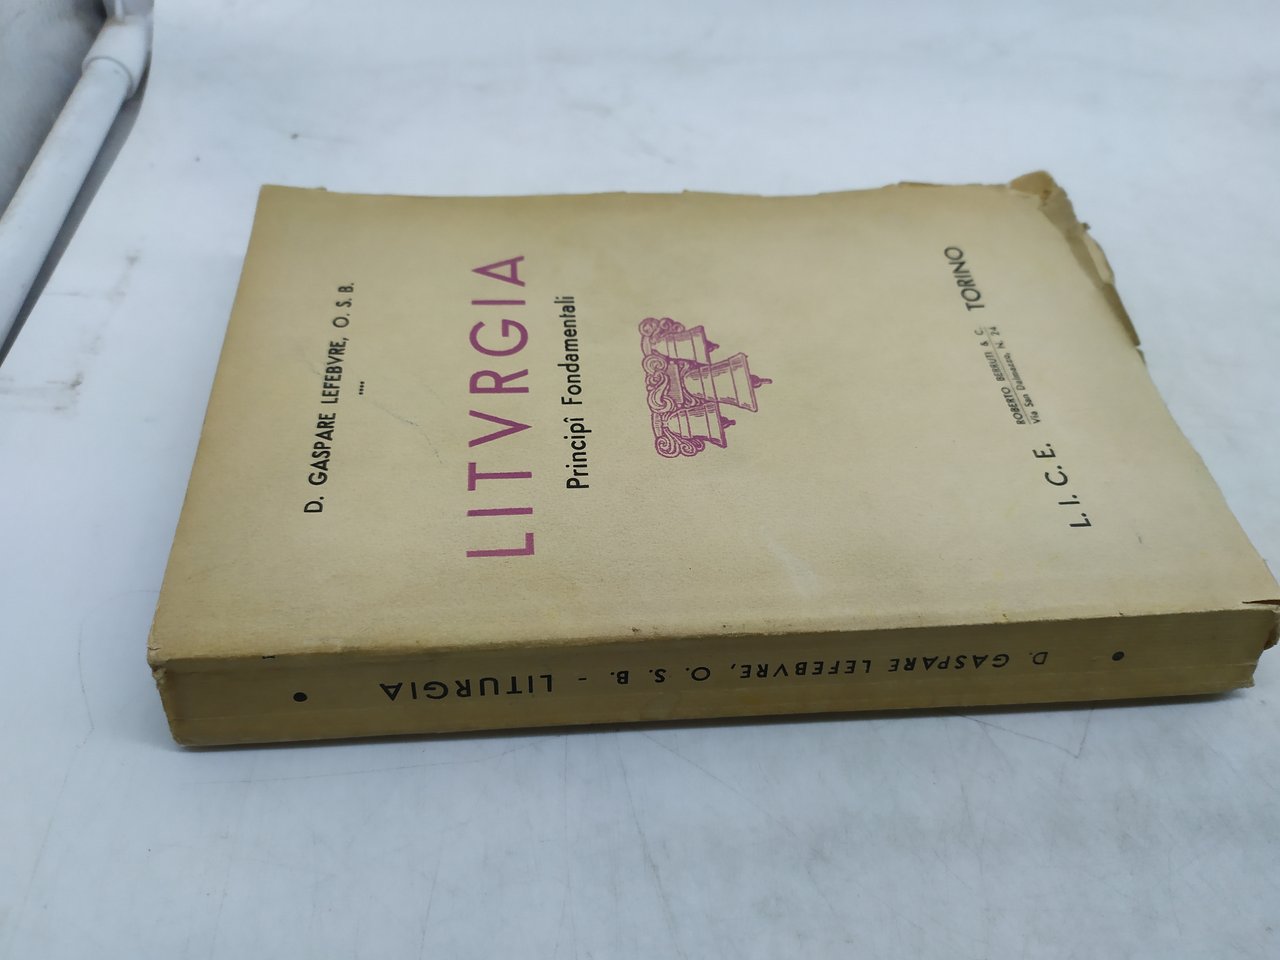 D. GASPARE LEFEBVRE, O. S. B.
LITVRGIA
Principî Fondamentali
L. I. C. E. ROBERTO BERRUTI & C. TORINO
Via San Dalmazzo, N. 24
D. GASPARE LEFEBVRE, O. S. B. - LITURGIA